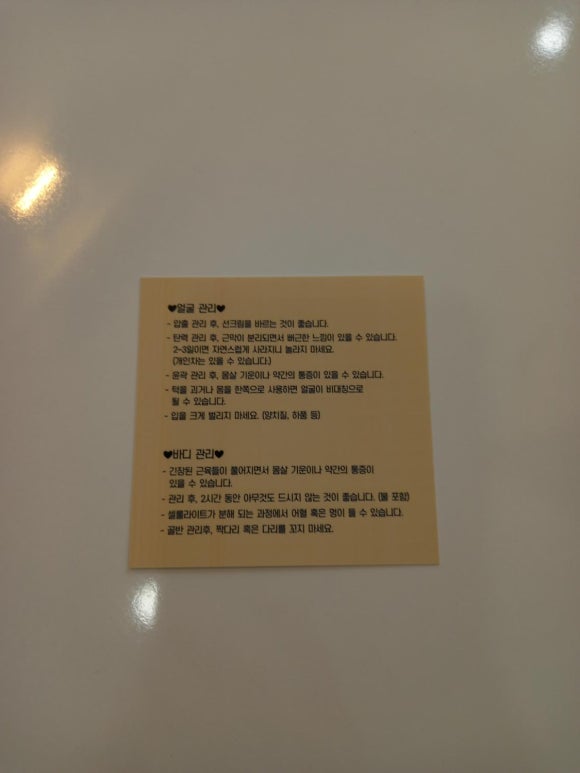 ♥얼굴 관리♥
- 압출 관리 후, 선크림을 바르는 것이 좋습니다.
- 탄력 관리 후, 근막이 분리되면서 뻐근한 느낌이 있을 수 있습니다.
2~3일이면 자연스럽게 사라지니 놀라지 마세요.
(개인차는 있을 수 있습니다.)
- 윤곽 관리 후, 몸살 기운이나 약간의 통증이 있을 수 있습니다.
- 턱을 괴거나 몸을 한쪽으로 사용하면 얼굴이 비대칭으로
될 수 있습니다.
- 입을 크게 벌리지 마세요. (양치질, 하품 등)
♥바디 관리♥
- 긴장된 근육들이 풀어지면서 몸살 기운이나 약간의 통증이
있을 수 있습니다.
- 관리 후, 2시간 동안 아무것도 드시지 않는 것이 좋습니다. (물 포함)
- 셀룰라이트가 분해 되는 과정에서 어혈 혹은 멍이 들 수 있습니다.
- 골반 관리후, 짝다리 혹은 다리를 꼬지 마세요.